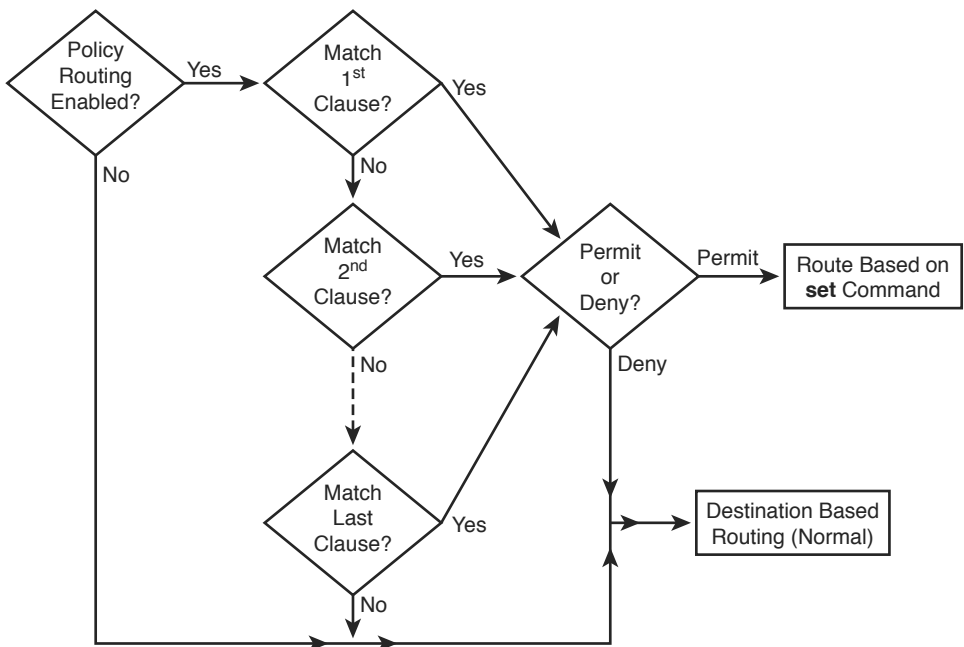 Policy
Routing
Enabled?
Yes
No
Match
1st
Clause?
Yes
No
Match
2nd
Clause?
Yes
No
Permit
or
Deny?
Permit
Deny
Route Based on
set Command
Match
Last
Clause?
Yes
No
Destination Based
Routing (Normal)